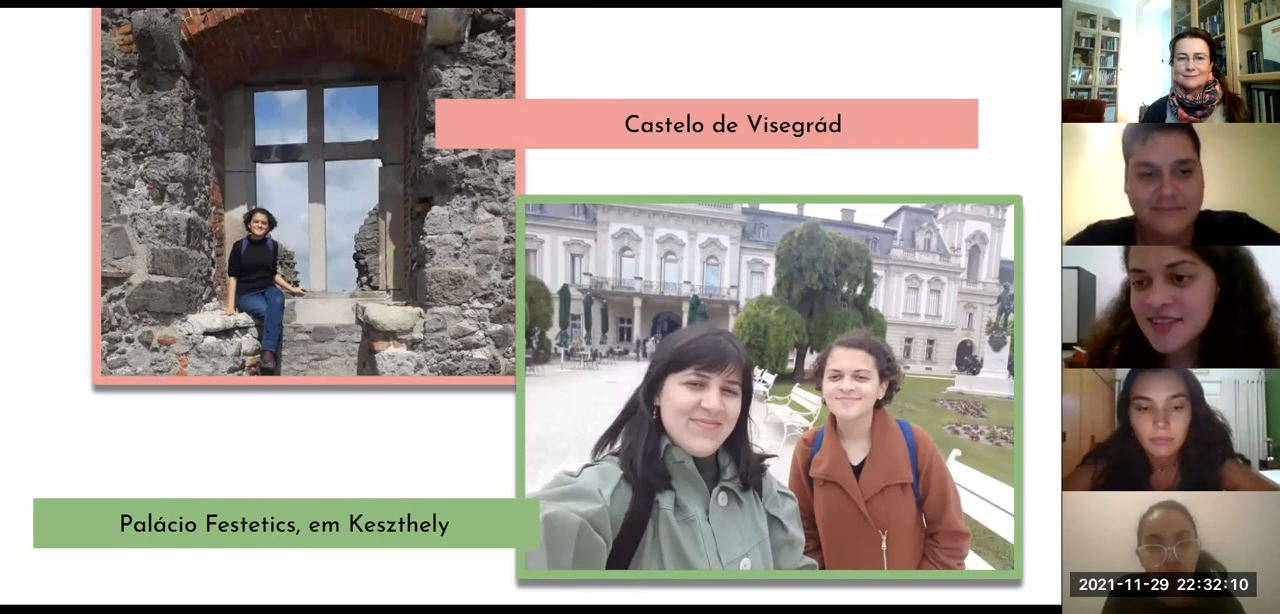 Castelo de Visegrád
Palácio Festetics, em Keszthely
2021-11-29 22:32:10